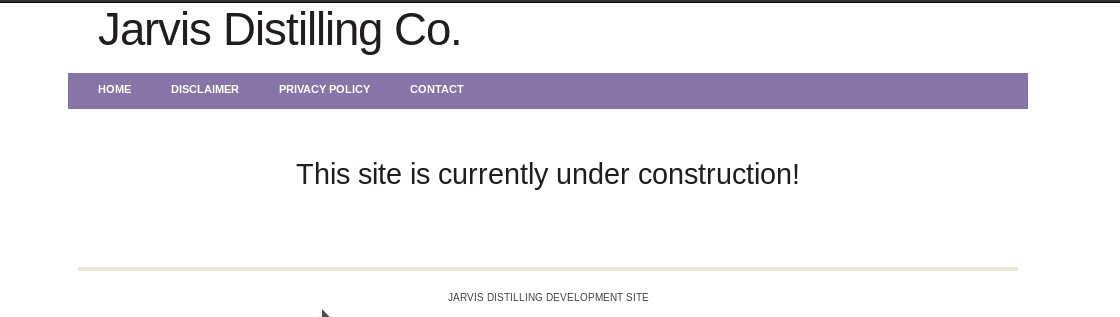 Jarvis Distilling Co.
HOME DISCLAIMER PRIVACY POLICY CONTACT
This site is currently under construction!
JARVIS DISTILLING DEVELOPMENT SITE